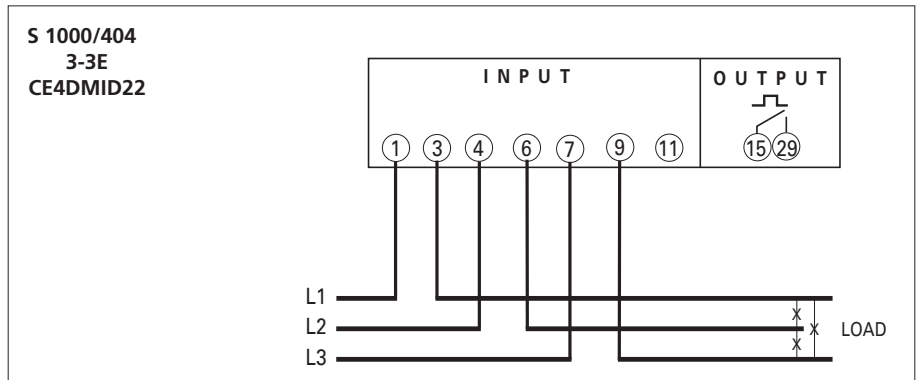 S 1000/404
3-3E
CE4DMID22
INPUT
OUTPUT
1 3 4 6 7 9 11
15 29
L1
L2
L3
X
X X
X
LOAD